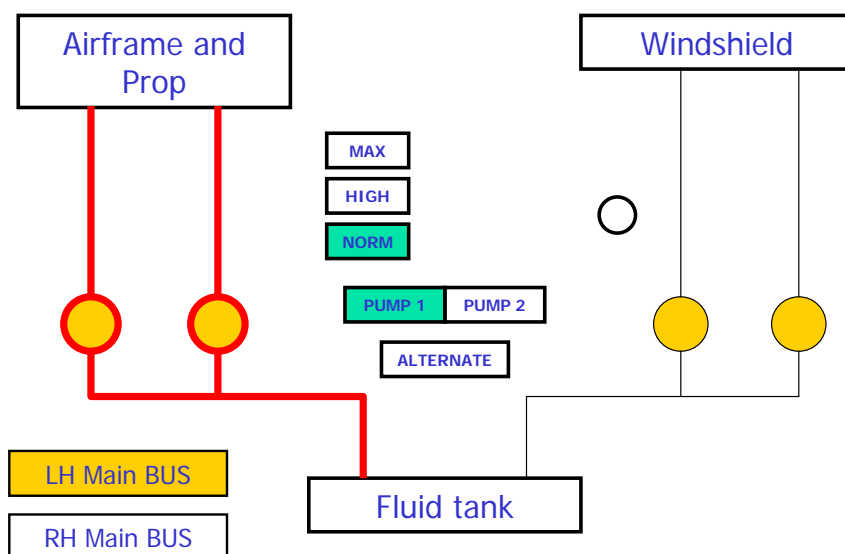 Airframe and
Prop
Windshield
MAX
HIGH
NORM
PUMP 1
PUMP 2
ALTERNATE
LH Main BUS
Fluid tank
RH Main BUS